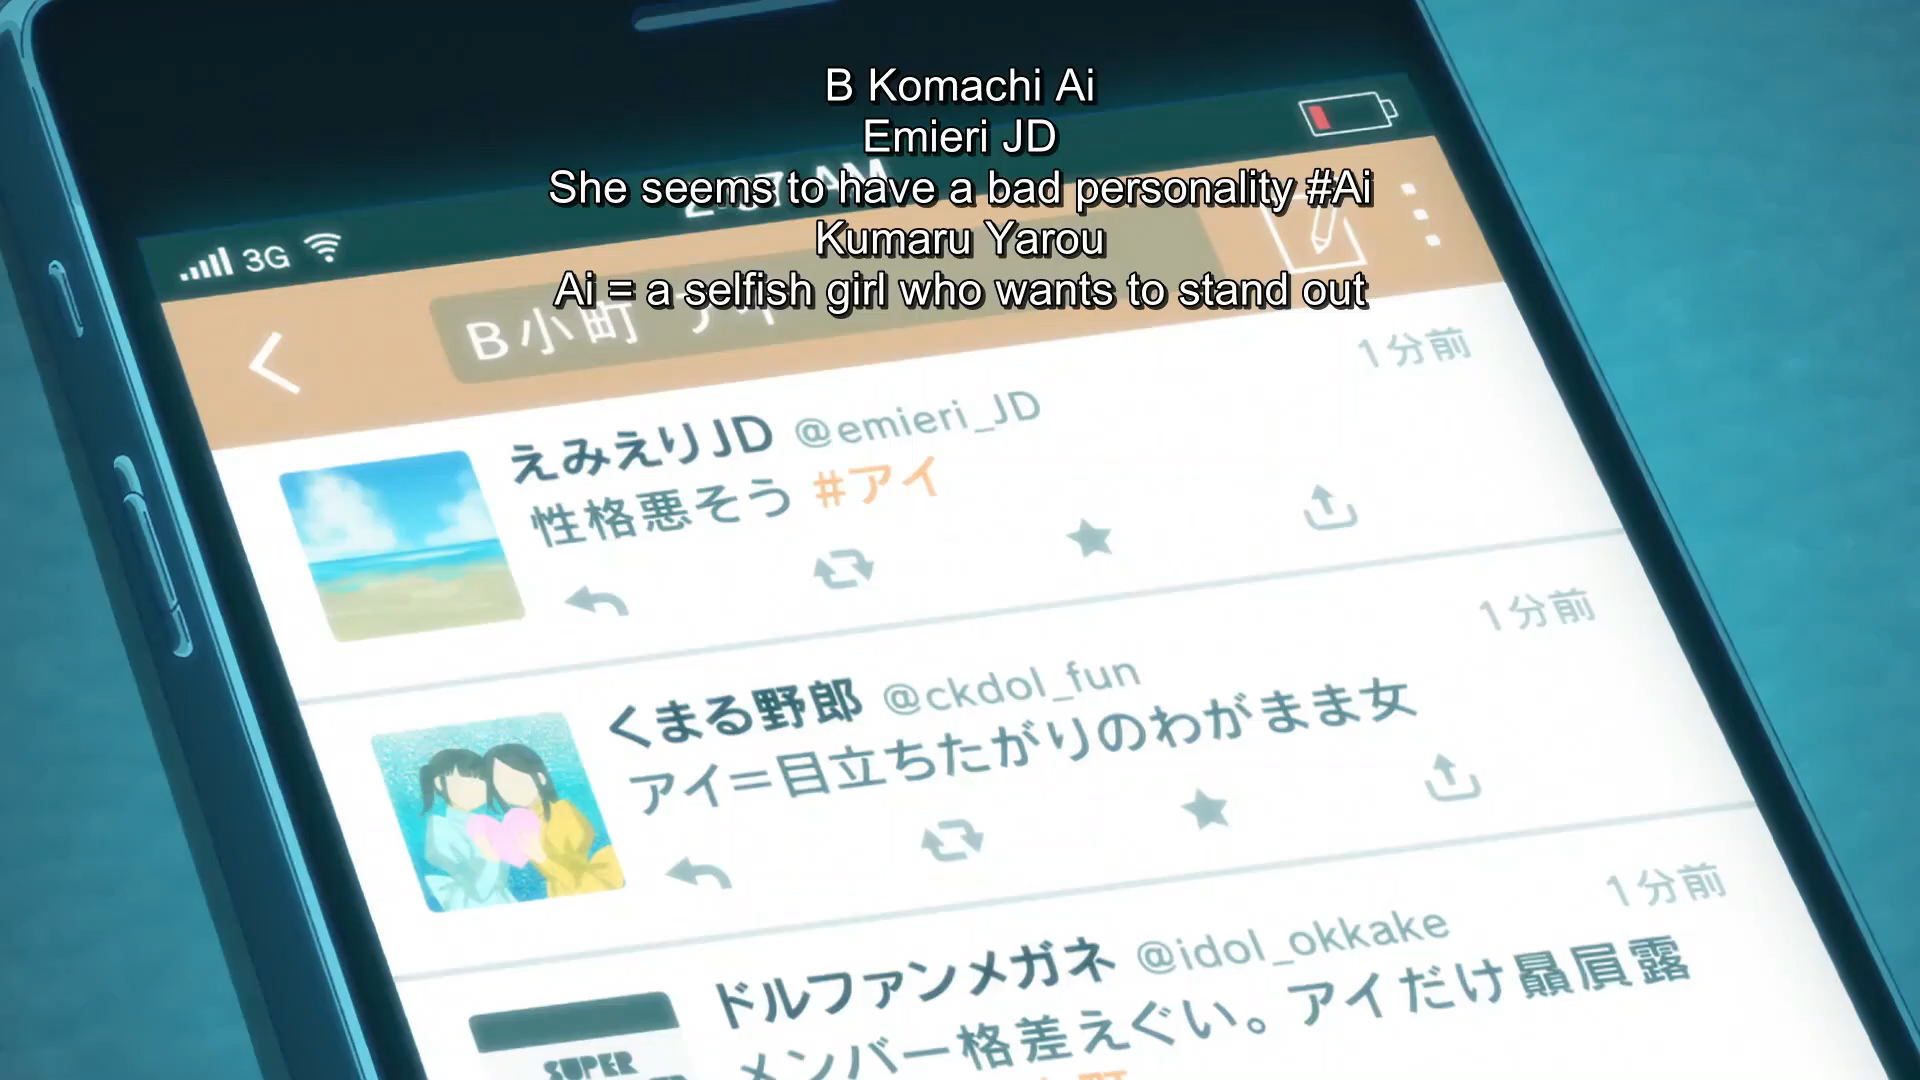 B Komachi Ai
Emieri JD
She seems to have a bad personality #Ai
Kumaru Yarou
Ai = a selfish girl who wants to stand out
3G
AM
B小町 アイ
1分前
えみえりJD @emieri_JD
性格悪そう #アイ
1分前
くまる野郎 @ckdol_fun
アイ=目立ちたがりのわがまま女
1分前
ドルファンメガネ @idol_okkake
メンバー格差えぐい。アイだけ贔屓露
SUPER